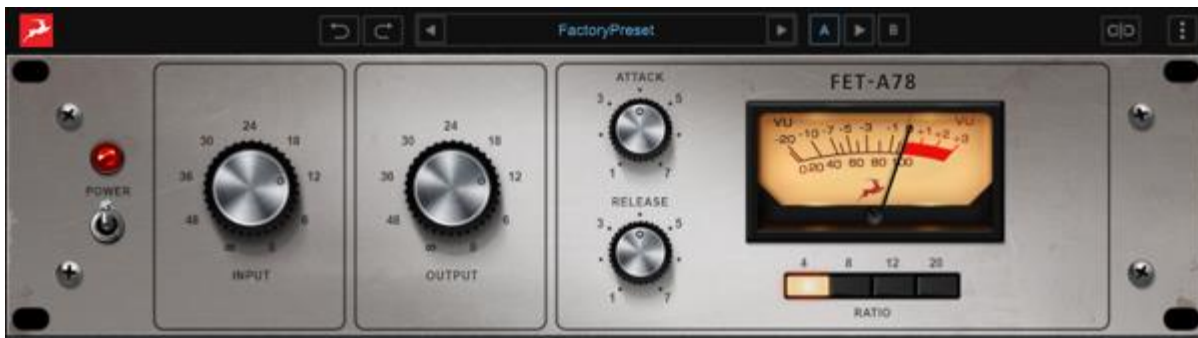 FactoryPreset
A
B
C|D
POWER
24
30 18
36 12
48 6
∞ 0
INPUT
24
30 18
36 12
48 6
∞ 0
OUTPUT
ATTACK
3 5
1 7
RELEASE
3 5
1 7
FET-A78
VU VU
-20 -10 -7 -5 -3 -1 +1 +2 +3
0 20 40 60 80 100
4 8 12 20
RATIO